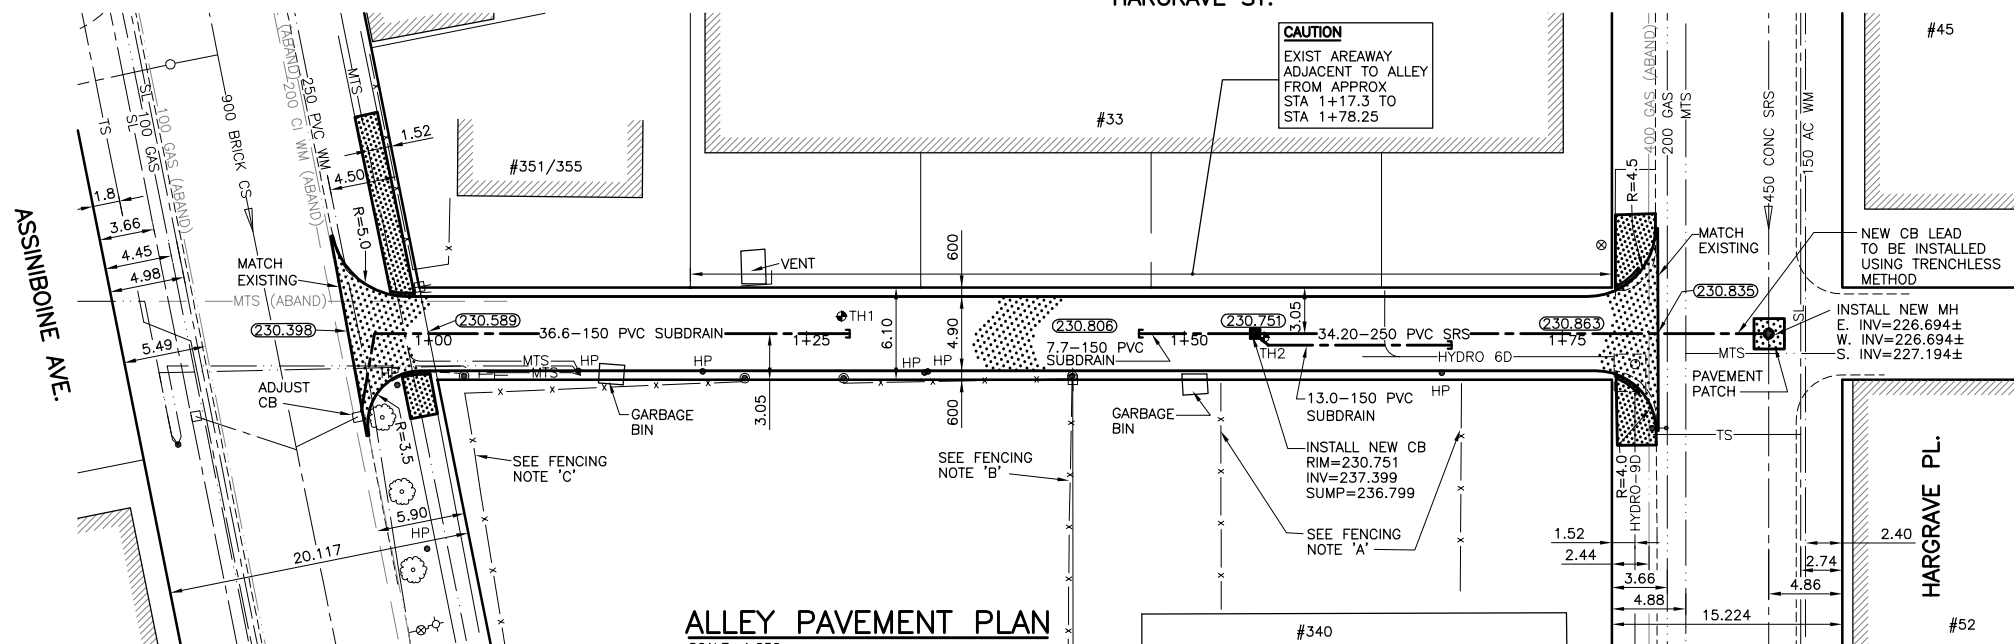 CAUTION
EXIST AREAWAY
ADJACENT TO ALLEY
FROM APPROX
STA 1+17.3 TO
STA 1+78.25
#45
#33
#351/355
ASSINIBOINE AVE.
TS
SL
SL
100 GAS
100 GAS (ABAND)
900 BRICK CS
(ABAND)
200 CI WM (ABAND)
250 PVC WM
MTS
1.52
4.50
R=5.0
1.8
3.66
4.45
4.98
5.49
MATCH
EXISTING
MTS (ABAND)
230.398
230.589
1+00
36.6-150 PVC SUBDRAIN
1+25
TH1
VENT
6.10
600
4.90
600
3.05
230.806
7.7-150 PVC
SUBDRAIN
1+50
230.751
TH2
3.05
34.20-250 PVC SRS
230.863
1+75
HYDRO 6D
HP
MTS
MTS
HP
HP
HP
HP
ADJUST
CB
R=3.5
5.90
HP
20.117
GARBAGE
BIN
GARBAGE
BIN
SEE FENCING
NOTE 'C'
SEE FENCING
NOTE 'B'
13.0-150 PVC
SUBDRAIN
INSTALL NEW CB
RIM=230.751
INV=237.399
SUMP=236.799
SEE FENCING
NOTE 'A'
R=4.5
400 GAS (ABAND)
200 GAS
MTS
450 CONC SRS
150 AC WM
MATCH
EXISTING
230.835
NEW CB LEAD
TO BE INSTALLED
USING TRENCHLESS
METHOD
INSTALL NEW MH
E. INV=226.694±
W. INV=226.694±
S. INV=227.194±
SL
MTS
PAVEMENT
PATCH
TS
R=4.0
HYDRO-9D
1.52
2.44
3.66
4.88
15.224
2.40
2.74
4.86
HARGRAVE PL.
#52
#340
ALLEY PAVEMENT PLAN